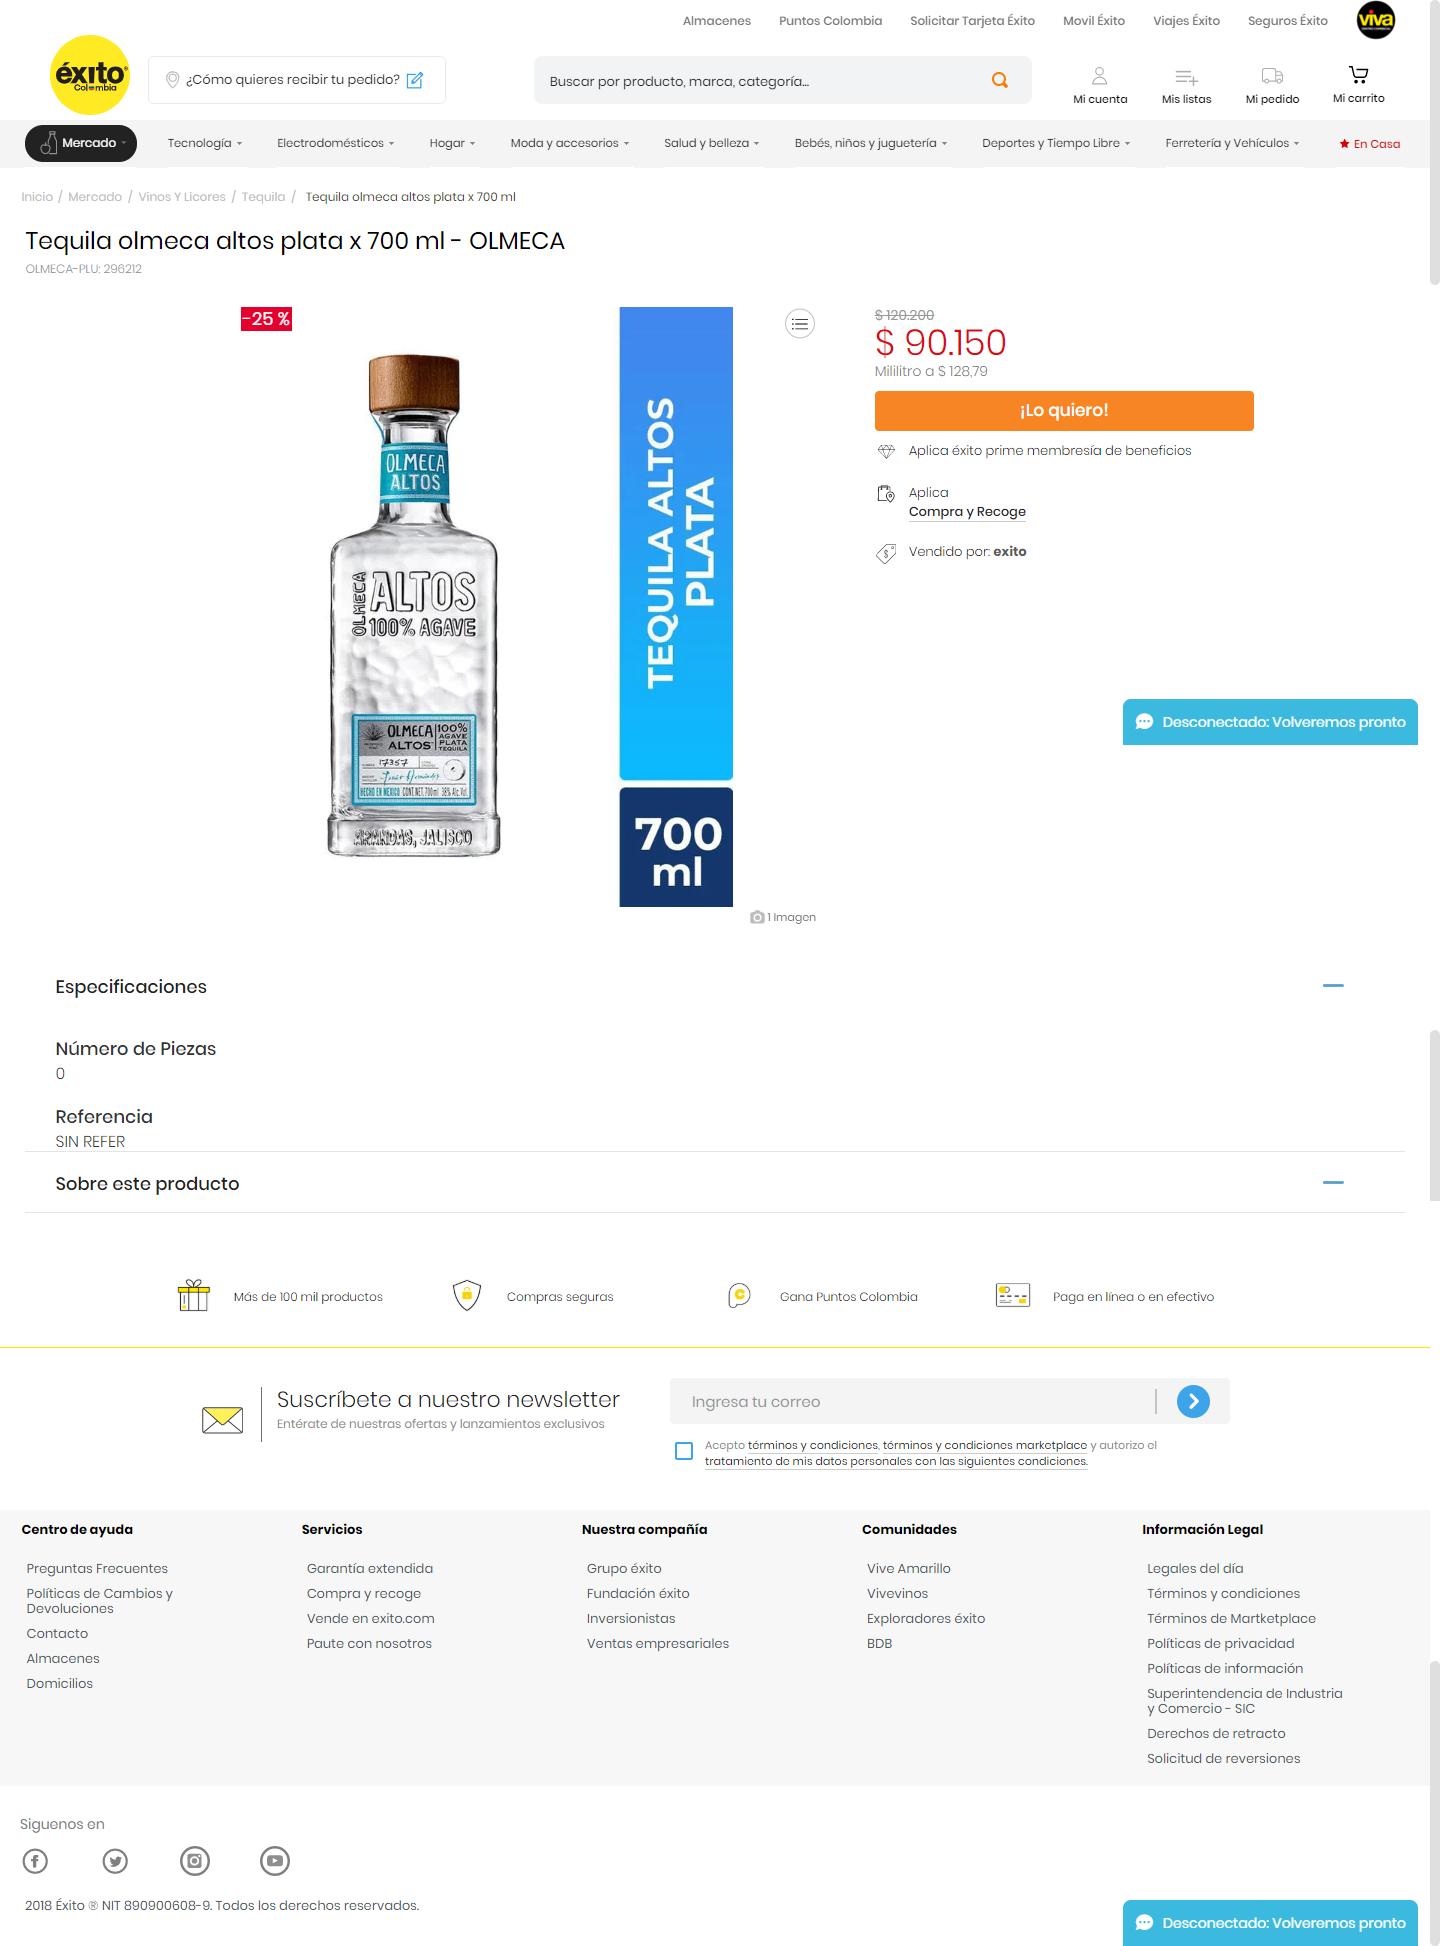 Almacenes Puntos Colombia Solicitar Tarjeta Éxito Movil Éxito Viajes Éxito Seguros Éxito viva
éxito
Colombia
¿Cómo quieres recibir tu pedido?
Buscar por producto, marca, categoría...
Mi cuenta Mis listas Mi pedido Mi carrito
Mercado Tecnología Electrodomésticos Hogar Moda y accesorios Salud y belleza Bebés, niños y juguetería Deportes y Tiempo Libre Ferretería y Vehículos En Casa
Inicio / Mercado / Vinos Y Licores / Tequila / Tequila olmeca altos plata x 700 ml
Tequila olmeca altos plata x 700 ml - OLMECA
OLMECA-PLU: 296212
-25 %
OLMECA
ALTOS
OLMECA ALTOS
100% AGAVE
OLMECA
ALTOS
100%
AGAVE
PLATA
TEQUILA
17357
HECHO EN MEXICO CONT. NET. 700ml 38% Alc. Vol.
ARANDAS, JALISCO
TEQUILA ALTOS
PLATA
700
ml
1 Imagen
$ 120.200
$ 90.150
Mililitro a $ 128,79
¡Lo quiero!
Aplica éxito prime membresía de beneficios
Aplica
Compra y Recoge
Vendido por: exito
Desconectado: Volveremos pronto
Especificaciones
Número de Piezas
0
Referencia
SIN REFER
Sobre este producto
Más de 100 mil productos
Compras seguras
Gana Puntos Colombia
Paga en línea o en efectivo
Suscríbete a nuestro newsletter
Entérate de nuestras ofertas y lanzamientos exclusivos
Ingresa tu correo
Acepto términos y condiciones, términos y condiciones marketplace y autorizo el
tratamiento de mis datos personales con las siguientes condiciones.
Centro de ayuda
Preguntas Frecuentes
Políticas de Cambios y
Devoluciones
Contacto
Almacenes
Domicilios
Servicios
Garantía extendida
Compra y recoge
Vende en exito.com
Paute con nosotros
Nuestra compañía
Grupo éxito
Fundación éxito
Inversionistas
Ventas empresariales
Comunidades
Vive Amarillo
Vivevinos
Exploradores éxito
BDB
Información Legal
Legales del día
Términos y condiciones
Términos de Martketplace
Políticas de privacidad
Políticas de información
Superintendencia de Industria
y Comercio - SIC
Derechos de retracto
Solicitud de reversiones
Siguenos en
2018 Éxito ® NIT 890900608-9. Todos los derechos reservados.
Desconectado: Volveremos pronto